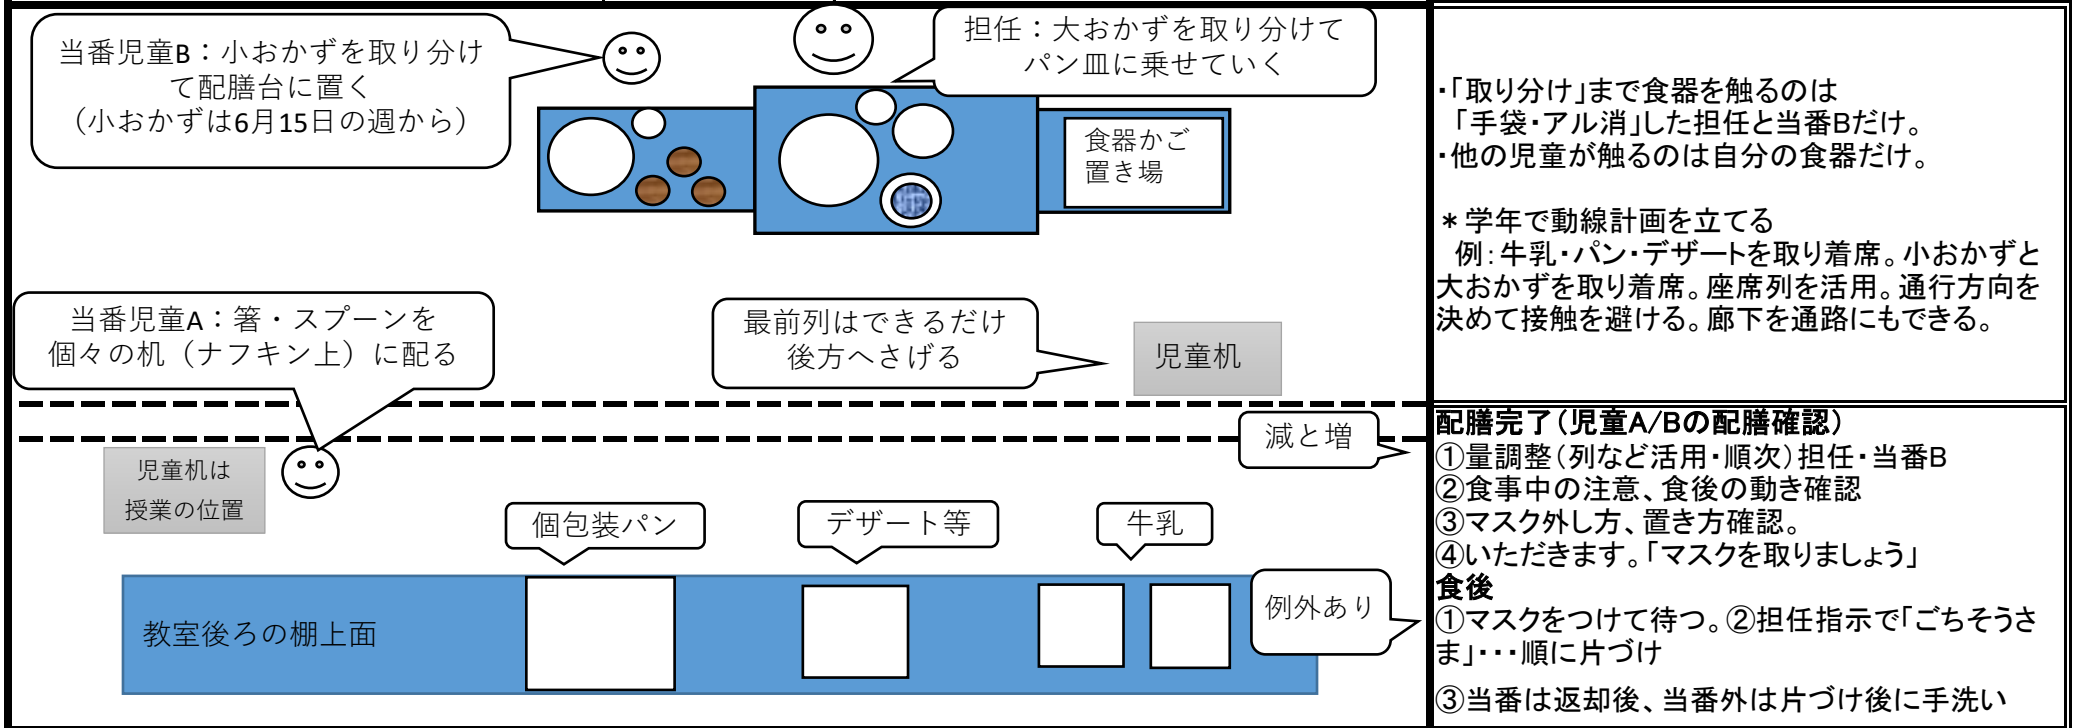 当番児童B：小おかずを取り分け
て配膳台に置く
（小おかずは6月15日の週から）
担任：大おかずを取り分けて
パン皿に乗せていく
食器かご
置き場
当番児童A：箸・スプーンを
個々の机（ナフキン上）に配る
最前列はできるだけ
後方へさげる
児童机
減と増
児童机は
授業の位置
個包装パン
デザート等
牛乳
例外あり
教室後ろの棚上面
・「取り分け」まで食器を触るのは
「手袋・アル消」した担任と当番Bだけ。
・他の児童が触るのは自分の食器だけ。
＊学年で動線計画を立てる
例：牛乳・パン・デザートを取り着席。小おかずと
大おかずを取り着席。座席列を活用。通行方向を
決めて接触を避ける。廊下を通路にもできる。
配膳完了（児童A/Bの配膳確認）
①量調整（列など活用・順次）担任・当番B
②食事中の注意、食後の動き確認
③マスク外し方、置き方確認。
④いただきます。「マスクを取りましょう」
食後
①マスクをつけて待つ。②担任指示で「ごちそうさ
ま」・・・順に片づけ
③当番は返却後、当番外は片づけ後に手洗い